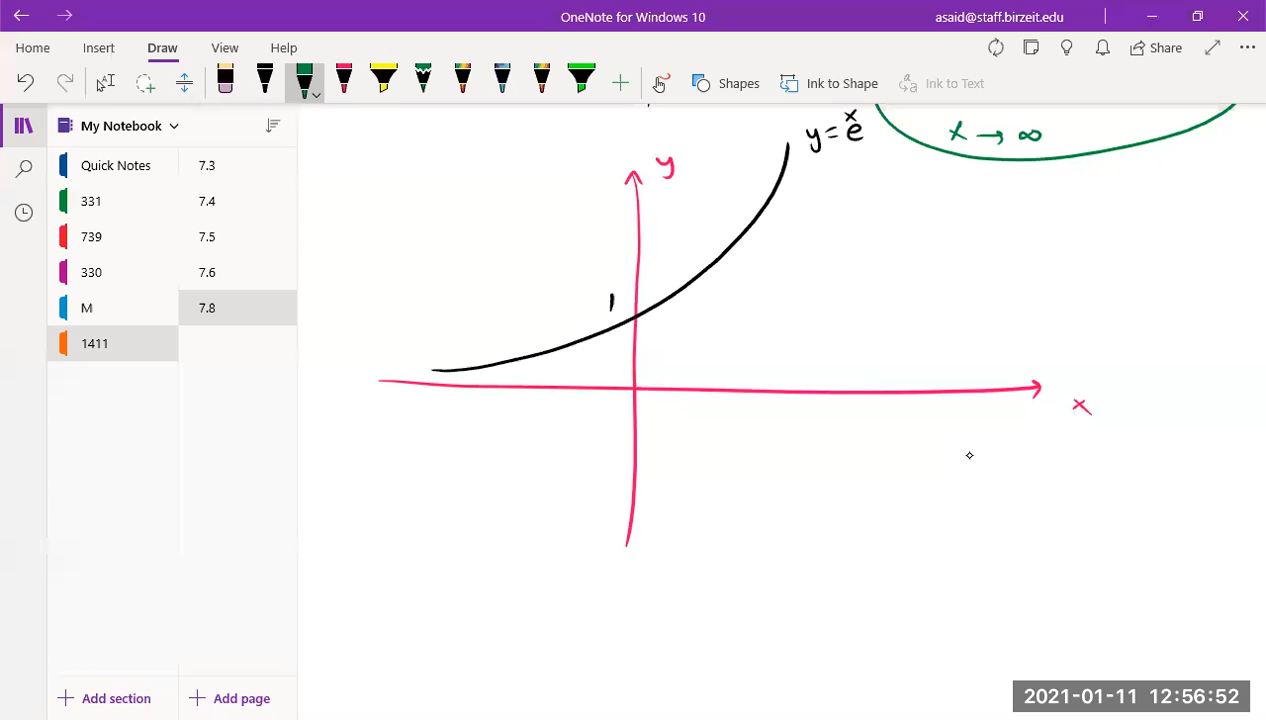 OneNote for Windows 10
asaid@staff.birzeit.edu
Home Insert Draw View Help
Share
Shapes
Ink to Shape
Ink to Text
My Notebook
Quick Notes
331
739
330
M
1411
7.3
7.4
7.5
7.6
7.8
Add section
Add page
x → ∞
y = eˣ
y
1
x
2021-01-11 12:56:52